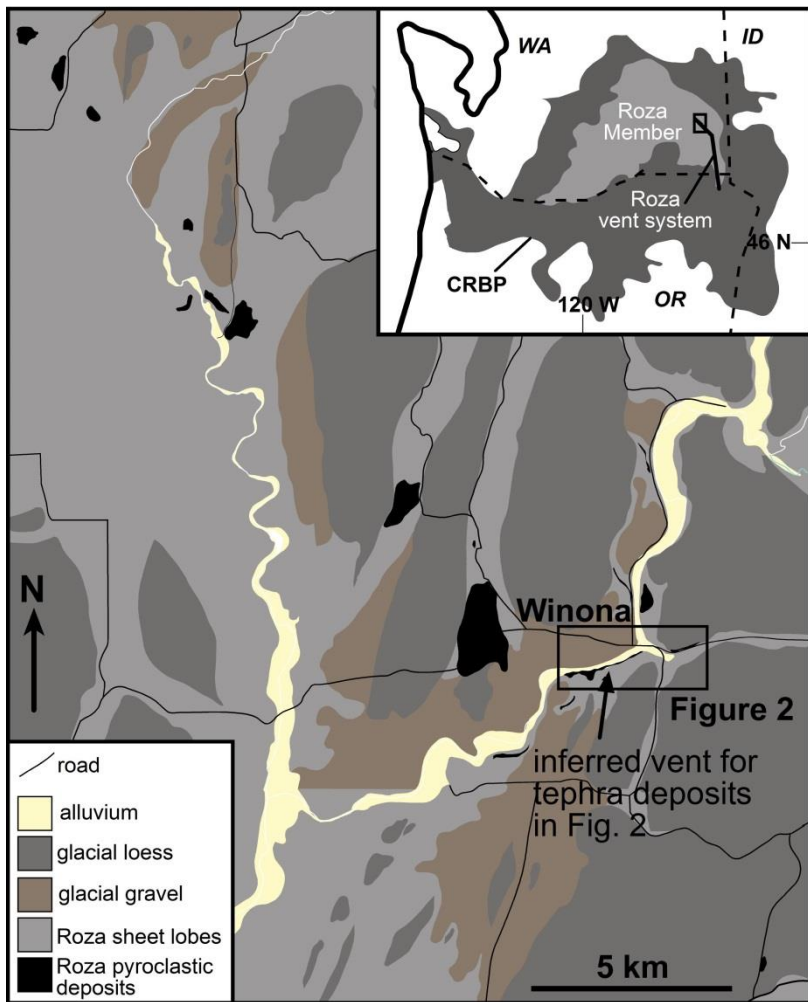 WA
ID
Roza
Member
Roza
vent system
46 N
CRBP
120 W
OR
N
Winona
Figure 2
inferred vent for
tephra deposits
in Fig. 2
road
alluvium
glacial loess
glacial gravel
Roza sheet lobes
Roza pyroclastic
deposits
5 km